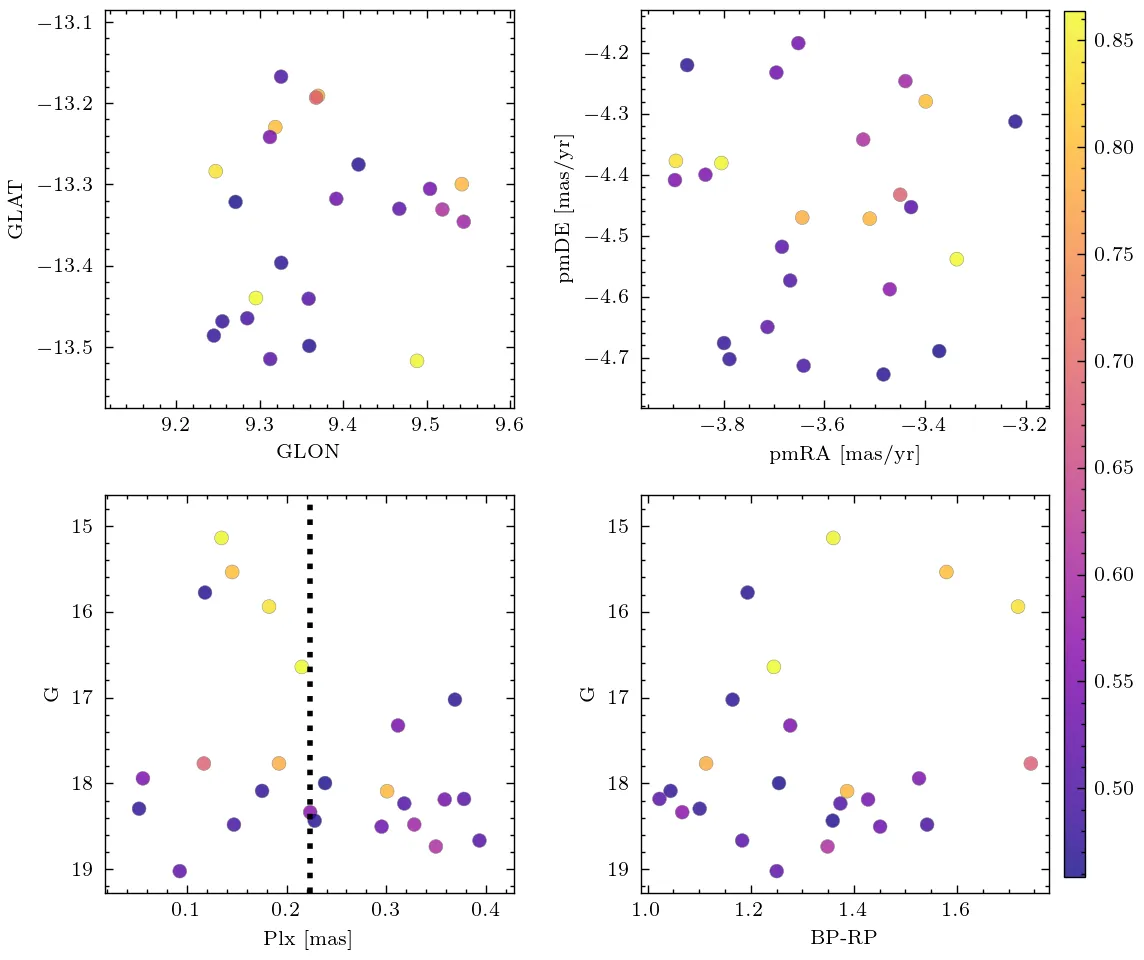 −13.1
−13.2
−13.3
−13.4
−13.5
GLAT
9.2 9.3 9.4 9.5 9.6
GLON
−4.2
−4.3
−4.4
−4.5
−4.6
−4.7
pmDE [mas/yr]
−3.8 −3.6 −3.4 −3.2
pmRA [mas/yr]
0.85
0.80
0.75
0.70
0.65
0.60
0.55
0.50
15
16
17
18
19
G
0.1 0.2 0.3 0.4
Plx [mas]
15
16
17
18
19
G
1.0 1.2 1.4 1.6
BP-RP